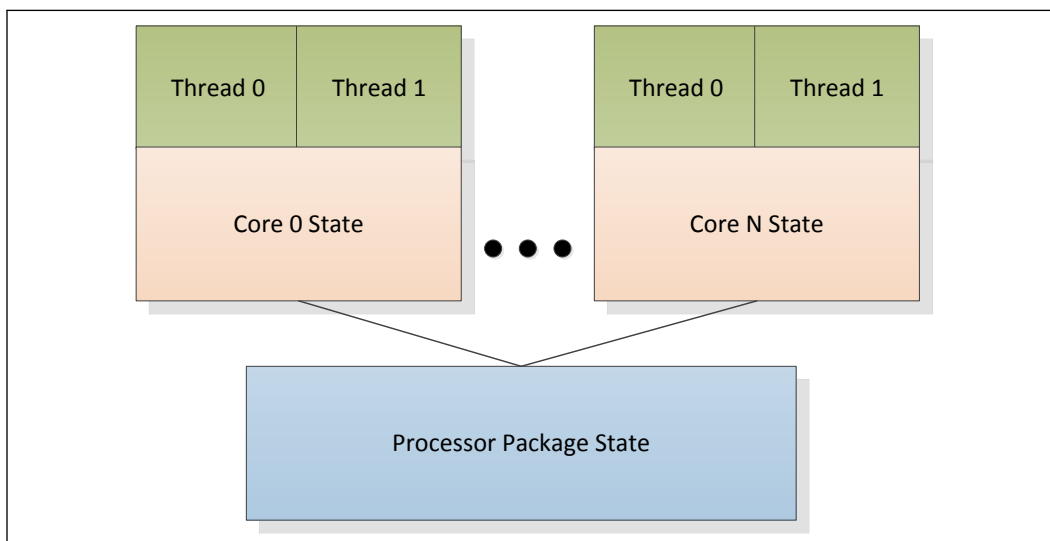 Thread 0
Thread 1
Thread 0
Thread 1
Core 0 State
Core N State
Processor Package State